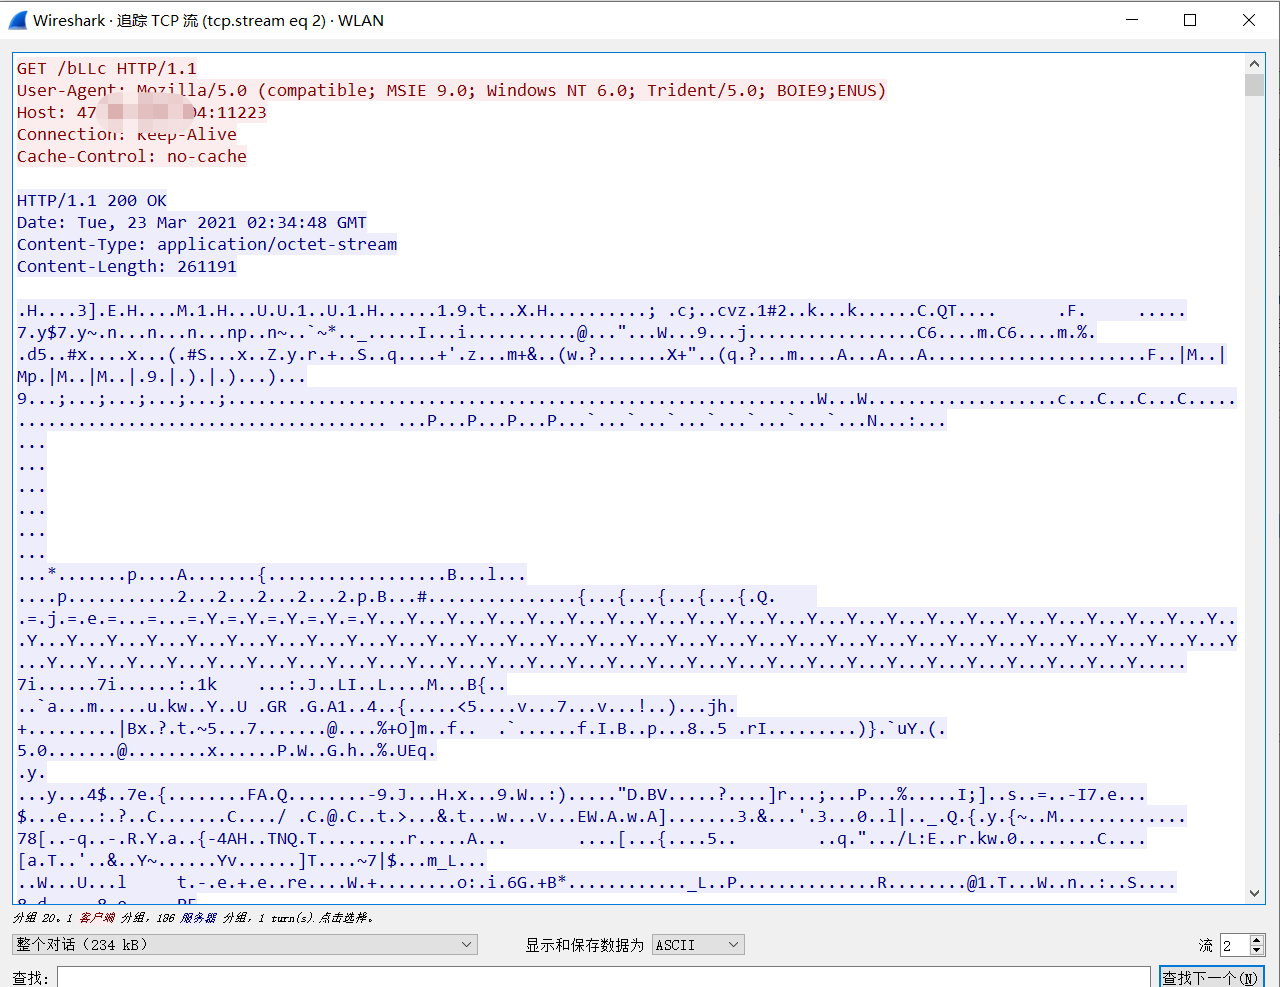 Wireshark · 追踪 TCP 流 (tcp.stream eq 2) · WLAN
GET /bLLc HTTP/1.1
User-Agent: Mozilla/5.0 (compatible; MSIE 9.0; Windows NT 6.0; Trident/5.0; BOIE9;ENUS)
Host: 47 04:11223
Connection: Keep-Alive
Cache-Control: no-cache
HTTP/1.1 200 OK
Date: Tue, 23 Mar 2021 02:34:48 GMT
Content-Type: application/octet-stream
Content-Length: 261191
.H....3].E.H....M.1.H...U.U.1..U.1.H......1.9.t...X.H..........; .c;..cvz.1#2..k...k......C.QT.... .F. .....
7.y$7.y~.n...n...n...np..n~..`~*.._.....I...i...........@..."...W...9...j.................C6....m.C6....m.%.
.d5..#x....x...(.#S...x..Z.y.r.+..S..q....+'.z...m+&..(w.?.......X+"..(q.?...m....A...A...A......................F..|M..|
Mp.|M..|M..|.9.|.).|.)...)...
9...;...;...;...;...;...........................................................W...W...................c...C...C...C.....
..................................... ...P...P...P...P...`...`...`...`...`...`...`...N...:...
...
...
...
...
...
...
...*.......p....A.......{..................B...l...
....p...........2...2...2...2...2.p.B...#...............{...{...{...{...{.Q.
.=.j.=.e.=...=...=.Y.=.Y.=.Y.=.Y.=.Y...Y...Y...Y...Y...Y...Y...Y...Y...Y...Y...Y...Y...Y...Y...Y...Y...Y...Y...Y...Y...Y..
.Y...Y...Y...Y...Y...Y...Y...Y...Y...Y...Y...Y...Y...Y...Y...Y...Y...Y...Y...Y...Y...Y...Y...Y...Y...Y...Y...Y...Y...Y...Y
...Y...Y...Y...Y...Y...Y...Y...Y...Y...Y...Y...Y...Y...Y...Y...Y...Y...Y...Y...Y...Y...Y...Y...Y...Y...Y...Y...Y.....
7i......7i......:.1k ...:.J..LI..L....M...B{..
..`a...m.....u.kw..Y..U .GR .G.A1..4..{.....<5....v...7...v...!..)...jh.
+.........|Bx.?.t.~5...7.......@....%+O]m..f.. .`......f.I.B..p...8..5 .rI.........)}.`uY.(.
5.0.......@........x......P.W..G.h..%.UEq.
.y.
...y...4$..7e.{........FA.Q........-9.J...H.x...9.W..:)....."D.BV.....?....]r...;...P...%.....I;]..s..=..-I7.e...
$...e...:.?..C.......C..../ .C.@.C..t.>...&.t...w...v...EW.A.w.A].......3.&...'.3...0..l|.._.Q.{.y.{~..M.............
78[..-q..-.R.Y.a..{-4AH..TNQ.T.........r.....A... ....[...{....5.. ..q.".../L:E..r.kw.0........C....
[a.T..'..&..Y~......Yv......]T....~7|$...m_L...
..W...U...l t.-.e.+.e..re....W.+........o:.i.6G.+B*............_L..P..............R........@1.T...W..n..:..S....
分组 20。1 客户端 分组, 196 服务器 分组, 1 turn(s). 点击选择。
整个对话 (234 kB)
显示和保存数据为 ASCII
流 2
查找:
查找下一个(N)